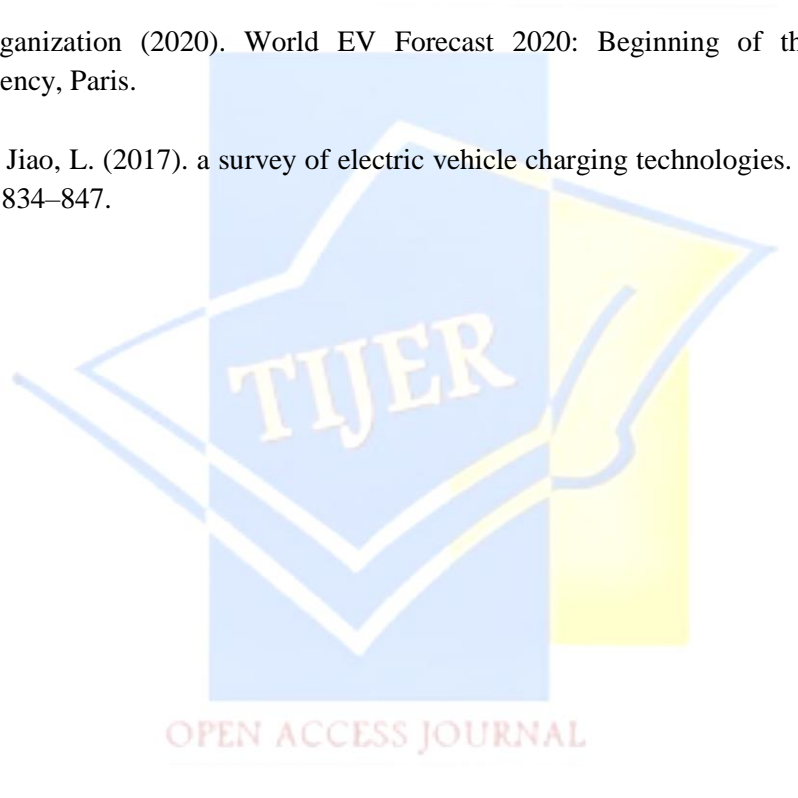 ganization (2020). World EV Forecast 2020: Beginning of th
ency, Paris.
Jiao, L. (2017). a survey of electric vehicle charging technologies.
834–847.
TIJER
OPEN ACCESS JOURNAL